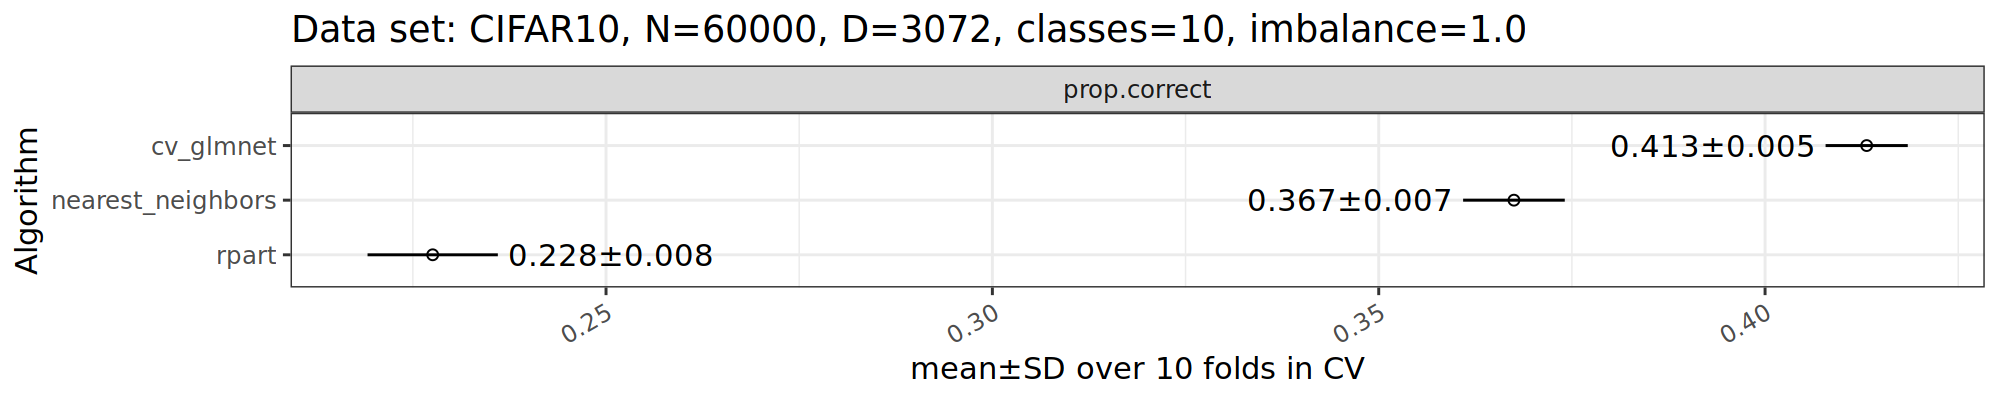 Data set: CIFAR10, N=60000, D=3072, classes=10, imbalance=1.0
prop.correct
Algorithm
cv_glmnet
0.413±0.005
nearest_neighbors
0.367±0.007
rpart
0.228±0.008
0.25
0.30
0.35
0.40
mean±SD over 10 folds in CV